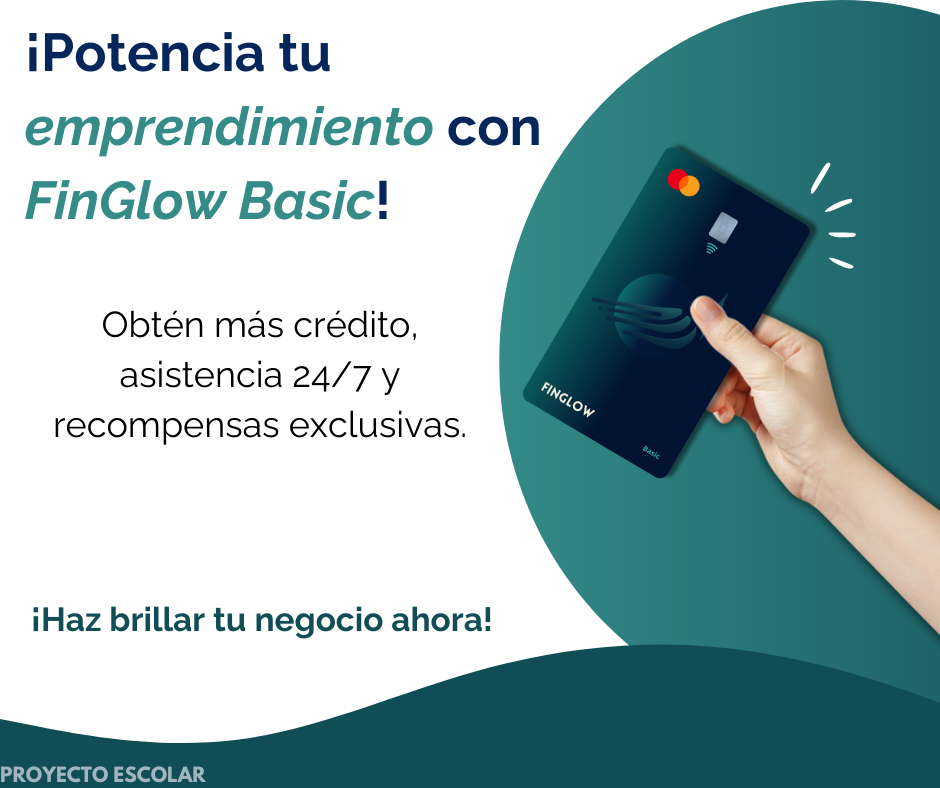 ¡Potencia tu
emprendimiento con
FinGlow Basic!
Obtén más crédito,
asistencia 24/7 y
recompensas exclusivas.
FINGLOW
Basic
¡Haz brillar tu negocio ahora!
PROYECTO ESCOLAR